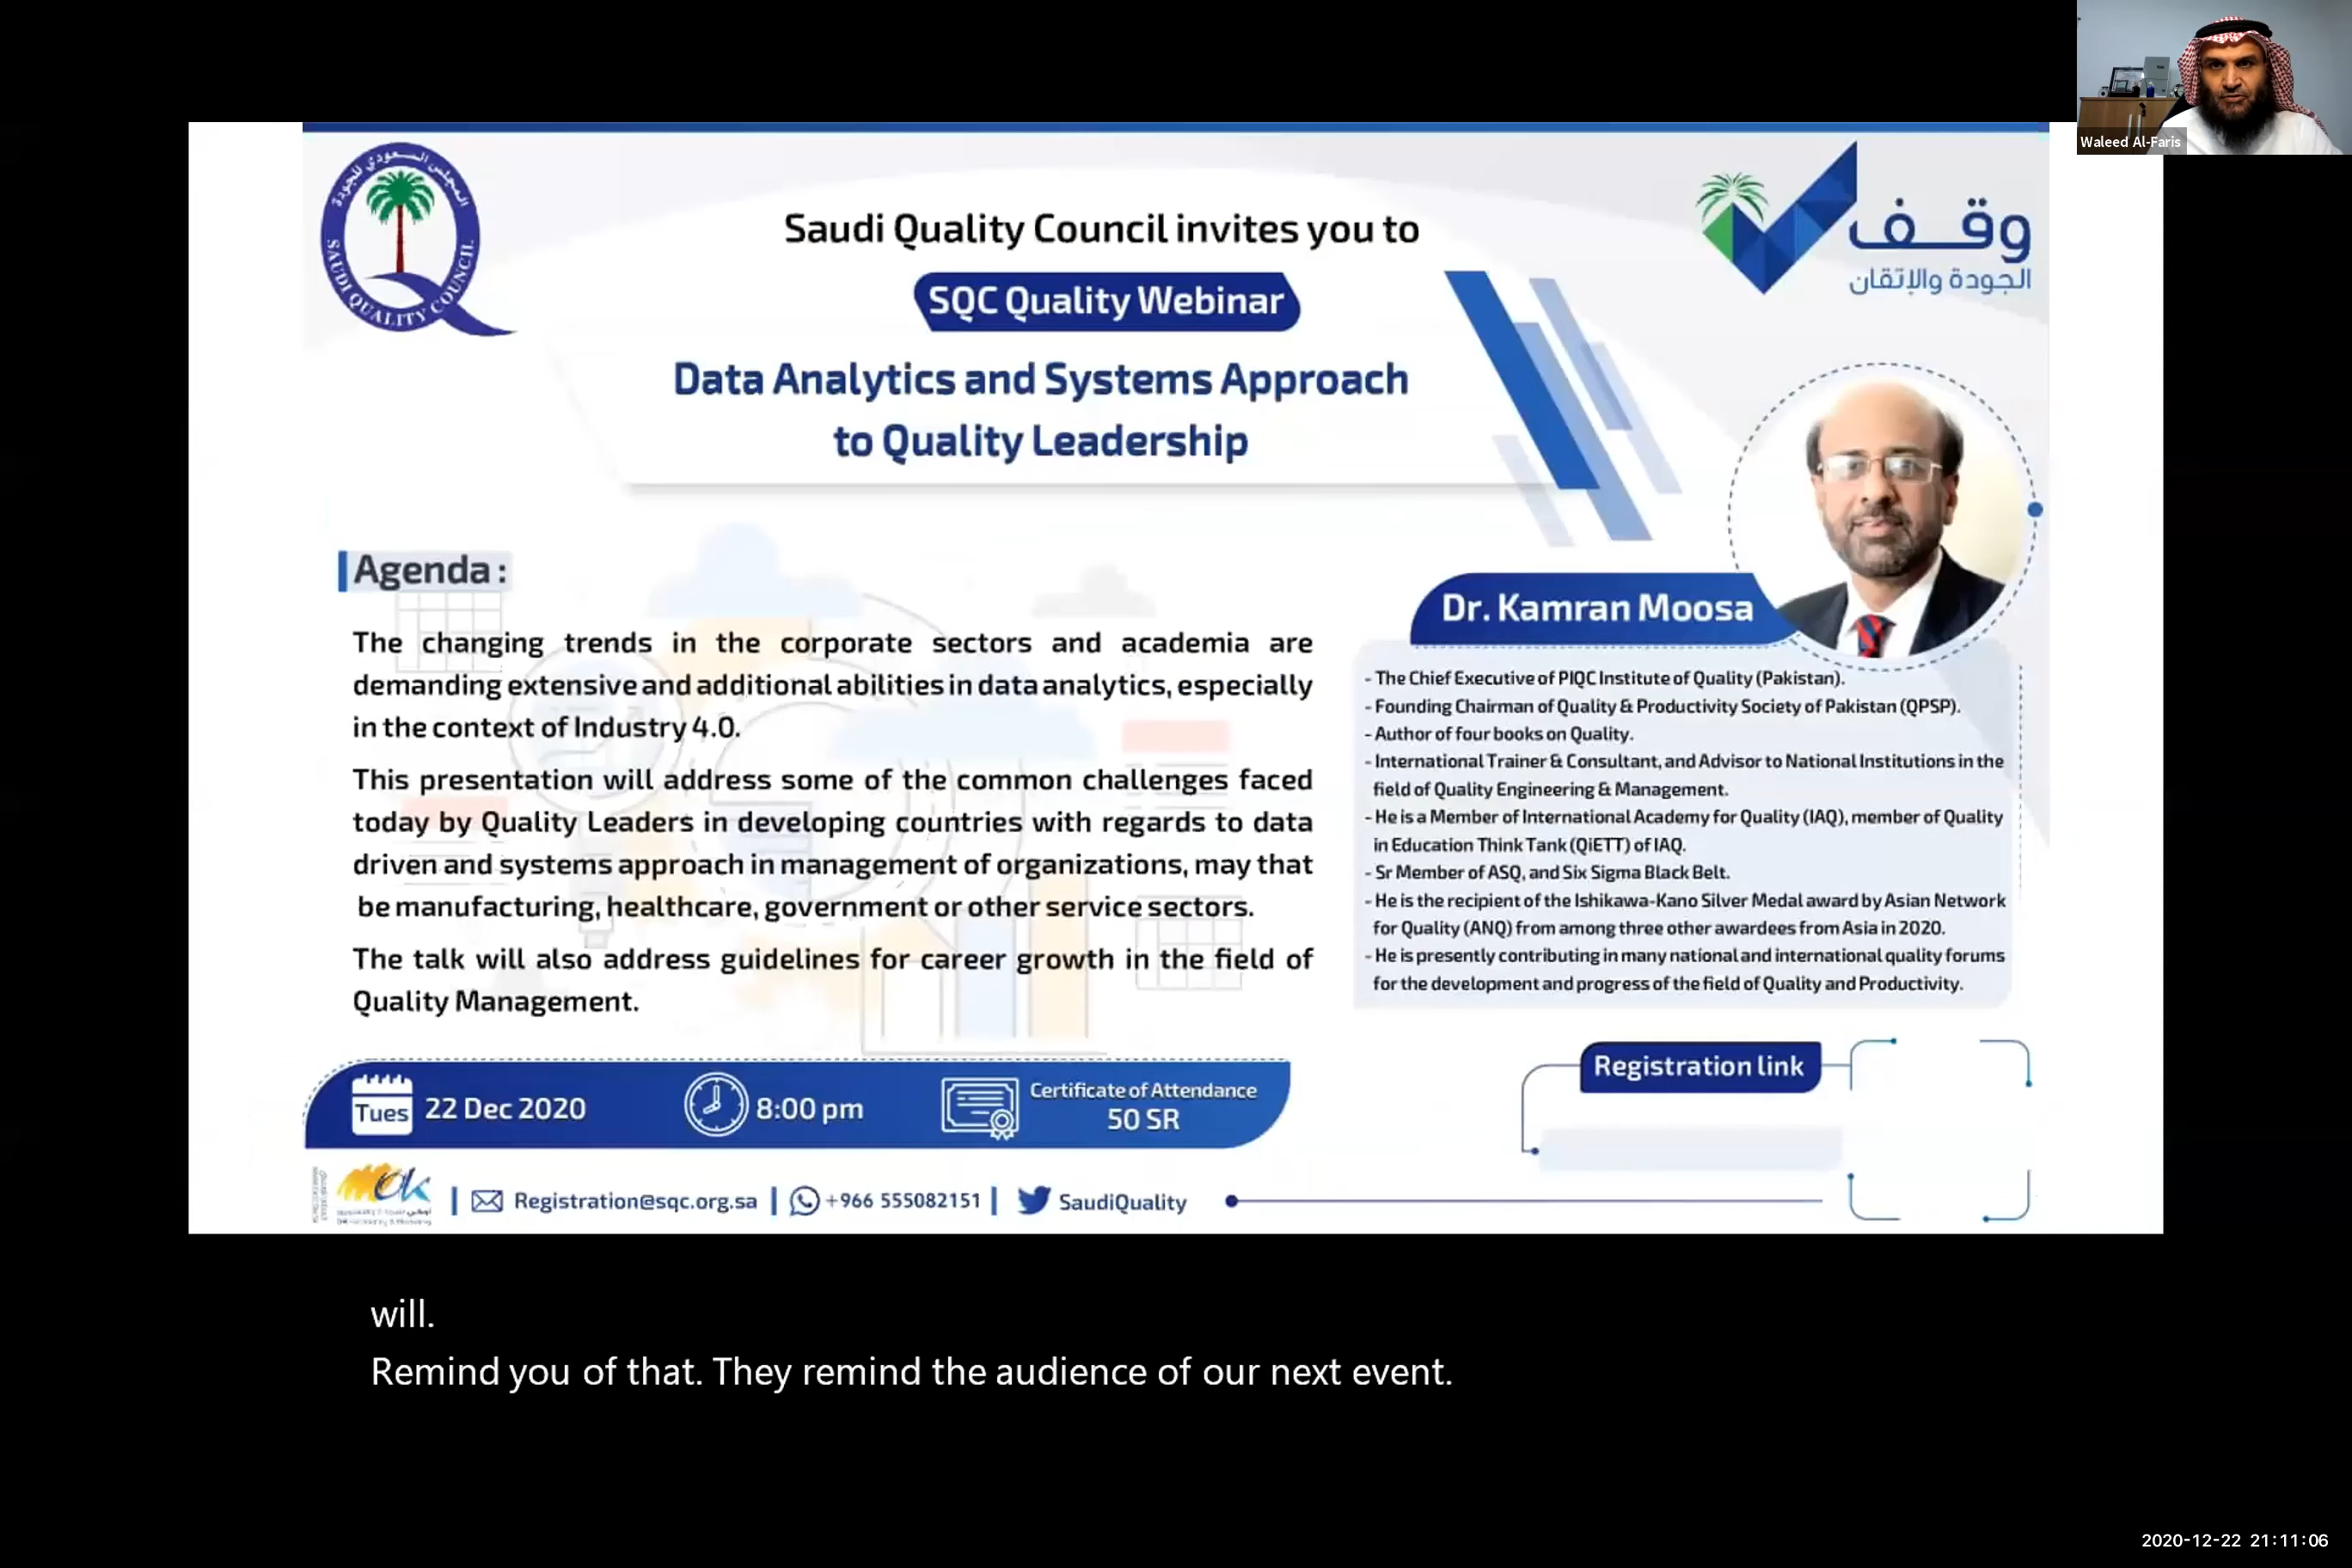 Waleed Al-Faris
المجلس السعودي للجودة
SAUDI QUALITY COUNCIL
Saudi Quality Council invites you to
SQC Quality Webinar
Data Analytics and Systems Approach
to Quality Leadership
وقف
الجودة والإتقان
Agenda :
The changing trends in the corporate sectors and academia are
demanding extensive and additional abilities in data analytics, especially
in the context of Industry 4.0.
This presentation will address some of the common challenges faced
today by Quality Leaders in developing countries with regards to data
driven and systems approach in management of organizations, may that
be manufacturing, healthcare, government or other service sectors.
The talk will also address guidelines for career growth in the field of
Quality Management.
Dr. Kamran Moosa
- The Chief Executive of PIQC Institute of Quality (Pakistan).
- Founding Chairman of Quality & Productivity Society of Pakistan (QPSP).
- Author of four books on Quality.
- International Trainer & Consultant, and Advisor to National Institutions in the
field of Quality Engineering & Management.
- He is a Member of International Academy for Quality (IAQ), member of Quality
in Education Think Tank (QiETT) of IAQ.
- Sr Member of ASQ, and Six Sigma Black Belt.
- He is the recipient of the Ishikawa-Kano Silver Medal award by Asian Network
for Quality (ANQ) from among three other awardees from Asia in 2020.
- He is presently contributing in many national and international quality forums
for the development and progress of the field of Quality and Productivity.
Tues 22 Dec 2020
8:00 pm
Certificate of Attendance
50 SR
Registration link
ok
Registration@sqc.org.sa
+966 555082151
SaudiQuality
will.
Remind you of that. They remind the audience of our next event.
2020-12-22 21:11:06